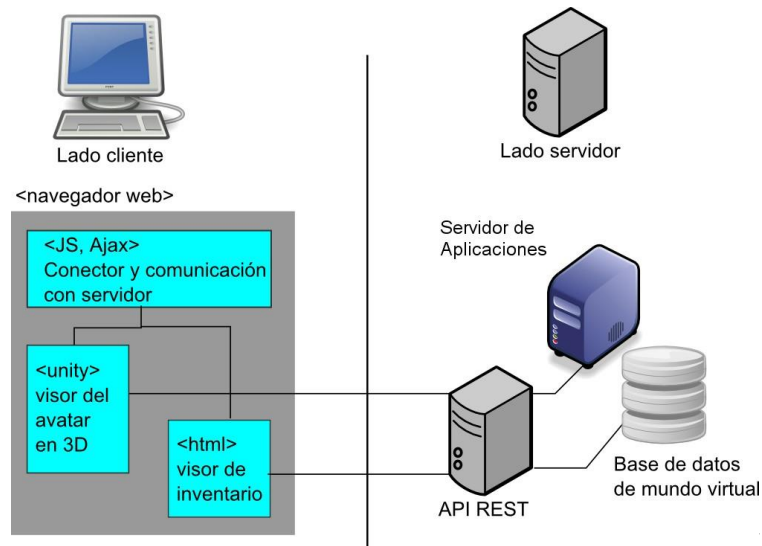 Lado cliente
Lado servidor
<navegador web>
<JS, Ajax>
Conector y comunicación
con servidor
<unity>
visor del
avatar
en 3D
<html>
visor de
inventario
Servidor de
Aplicaciones
API REST
Base de datos
de mundo virtual